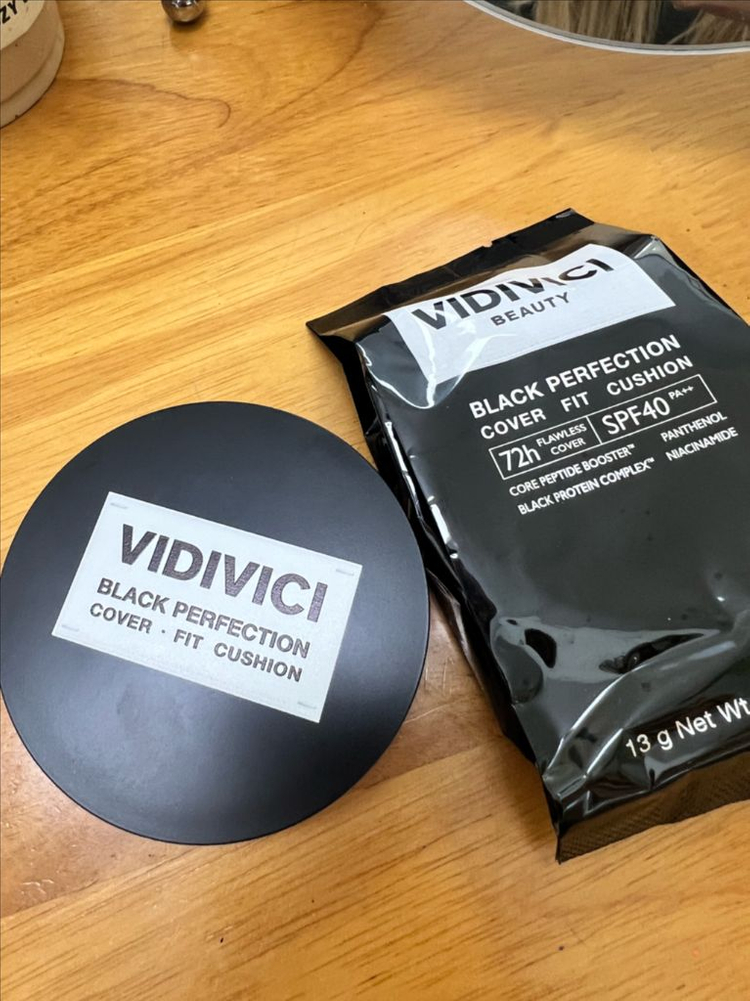 ZY
VIDIVICI
BEAUTY
BLACK PERFECTION
COVER FIT CUSHION
72h FLAWLESS COVER SPF40 PA++
CORE PEPTIDE BOOSTER™ PANTHENOL
BLACK PROTEIN COMPLEX™ NIACINAMIDE
13 g Net Wt.
VIDIVICI
BLACK PERFECTION
COVER · FIT CUSHION